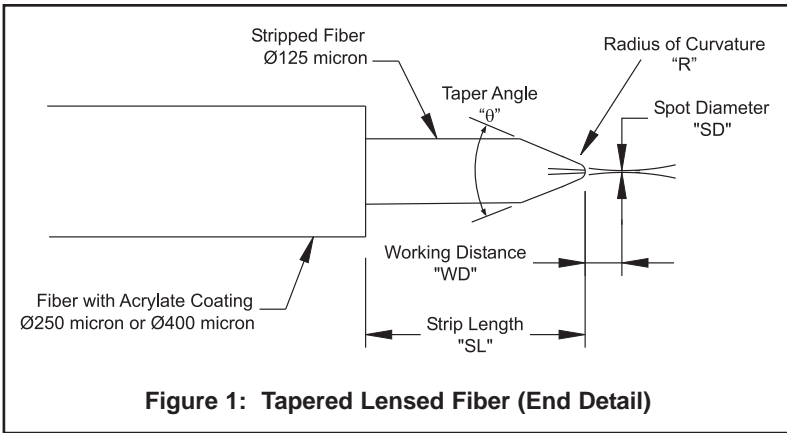 Stripped Fiber
Ø125 micron
Radius of Curvature
“R”
Taper Angle
“θ”
Spot Diameter
"SD"
Working Distance
"WD"
Fiber with Acrylate Coating
Ø250 micron or Ø400 micron
Strip Length
"SL"
Figure 1: Tapered Lensed Fiber (End Detail)